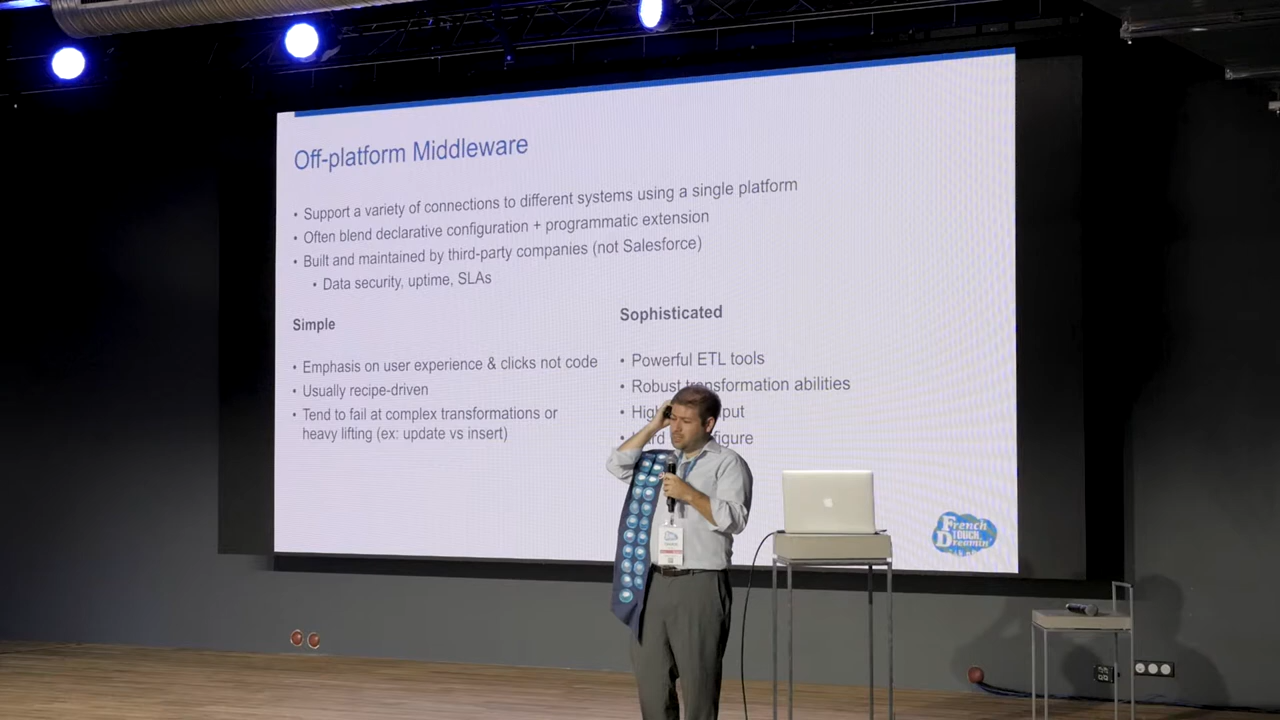 Off-platform Middleware
• Support a variety of connections to different systems using a single platform
• Often blend declarative configuration + programmatic extension
• Built and maintained by third-party companies (not Salesforce)
• Data security, uptime, SLAs
Simple
• Emphasis on user experience & clicks not code
• Usually recipe-driven
• Tend to fail at complex transformations or
heavy lifting (ex: update vs insert)
Sophisticated
• Powerful ETL tools
• Robust transformation abilities
French
TOUCH
Dreamin'